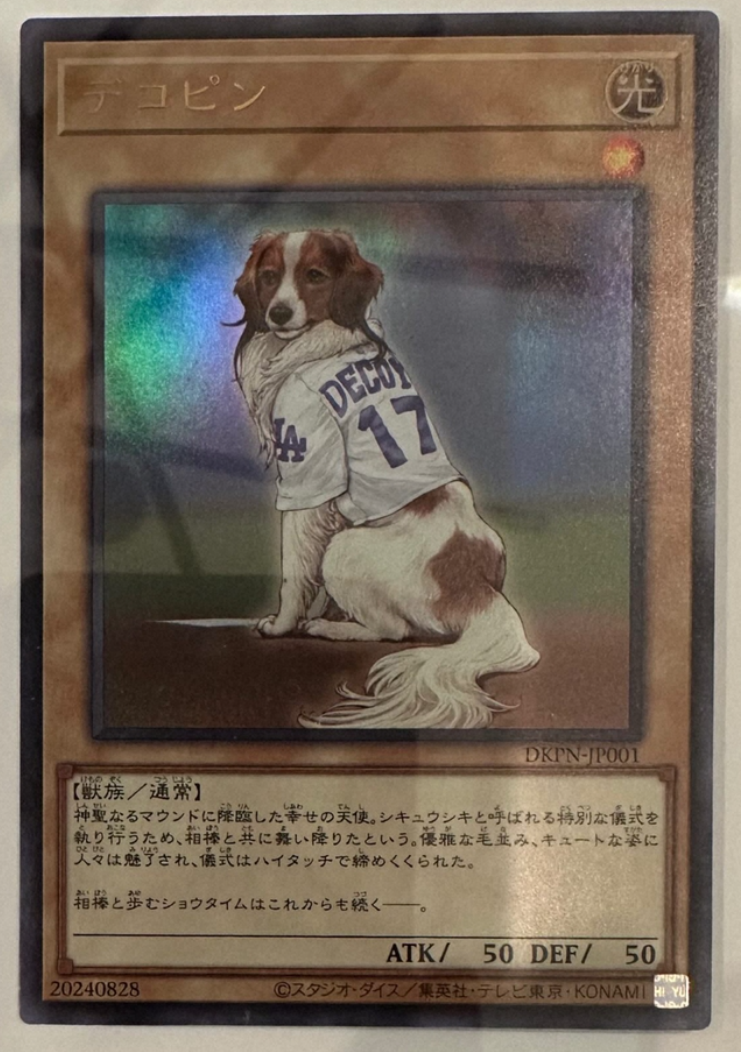 デコピン
光
DECOY
17
LA
DKPN-JP001
【獣族／通常】
神聖なるマウンドに降臨した幸せの天使。シキュウシキと呼ばれる特別な儀式を
執り行うため、相棒と共に舞い降りたという。優雅な毛並み、キュートな姿に
人々は魅了され、儀式はハイタッチで締めくくられた。
相棒と歩むショウタイムはこれからも続く――。
ATK/ 50 DEF/ 50
20240828 ©スタジオ・ダイス／集英社・テレビ東京・KONAMI